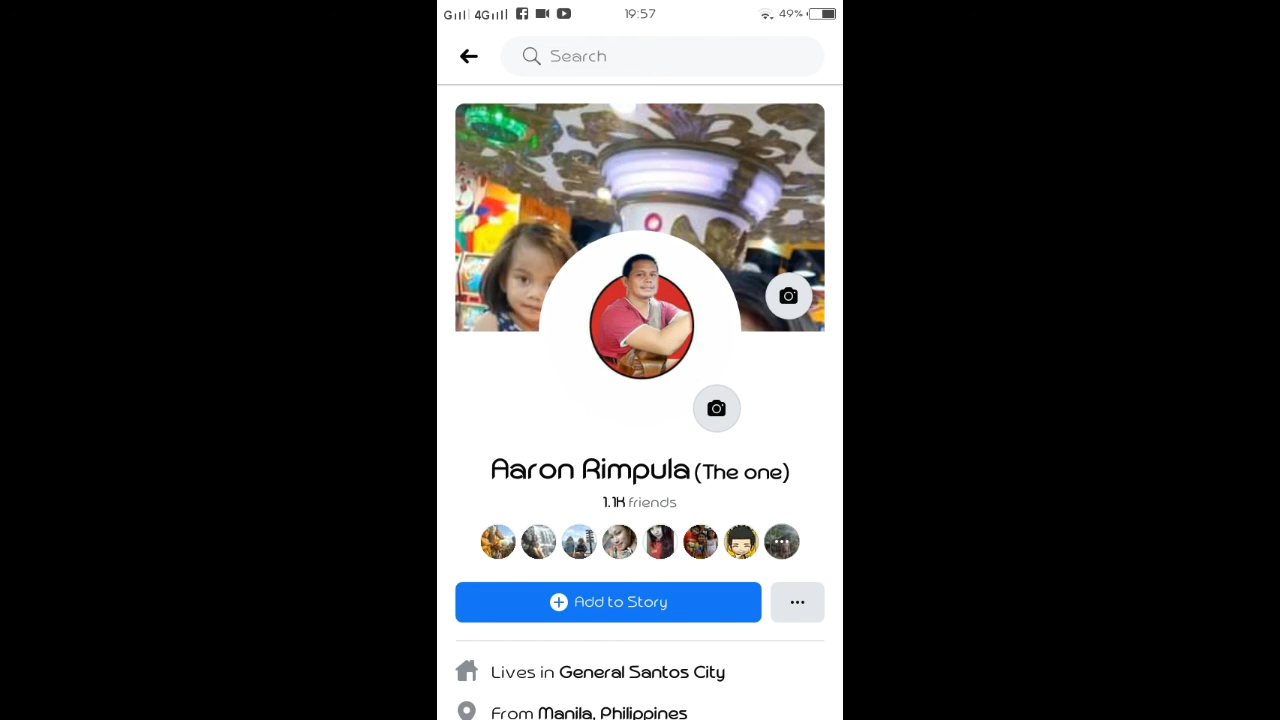 G 4G 19:57 49%
Search
Aaron Rimpula (The one)
1.1K friends
Add to Story
Lives in General Santos City
From Manila, Philippines